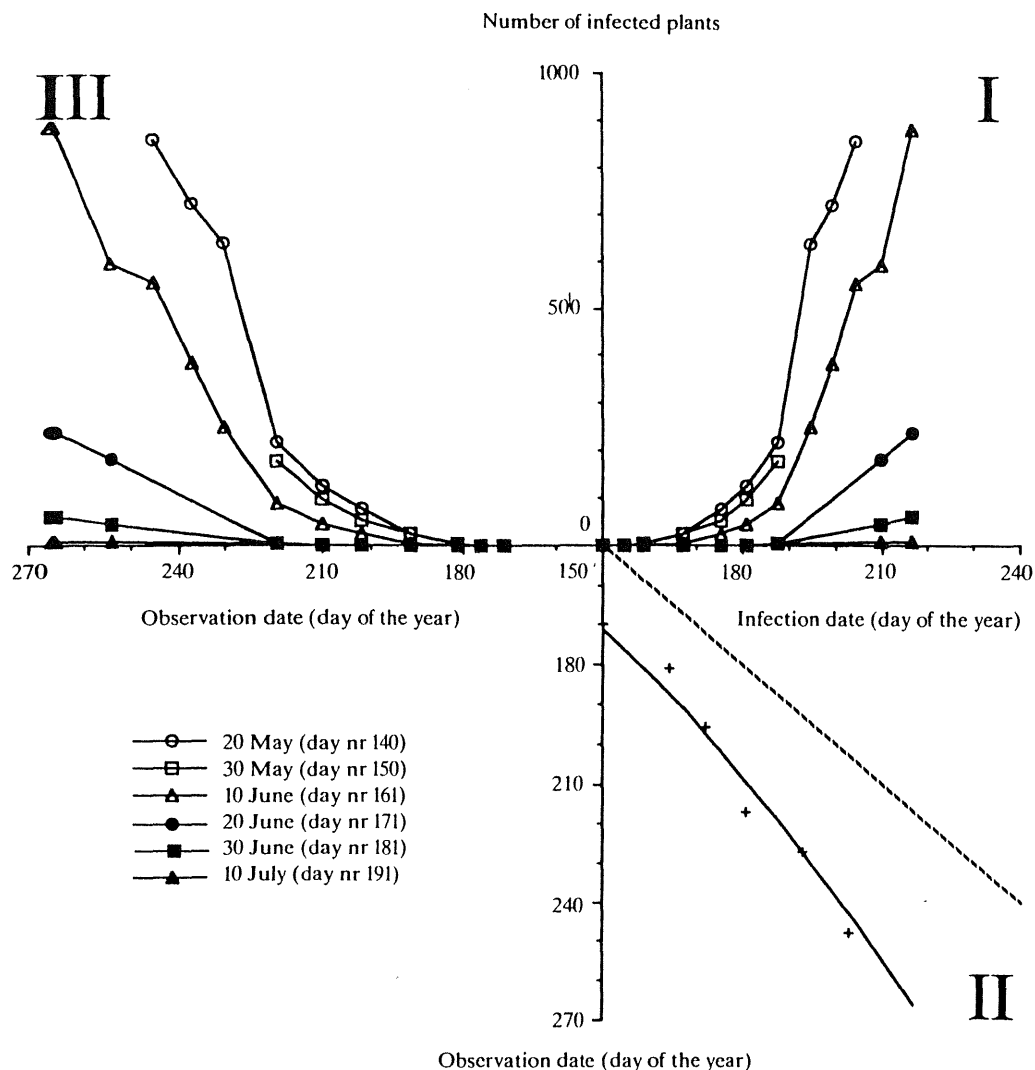 Number of infected plants
III
I
1000
500
0
270
240
210
180
150
180
210
240
Observation date (day of the year)
Infection date (day of the year)
180
210
240
270
20 May (day nr 140)
30 May (day nr 150)
10 June (day nr 161)
20 June (day nr 171)
30 June (day nr 181)
10 July (day nr 191)
II
Observation date (day of the year)